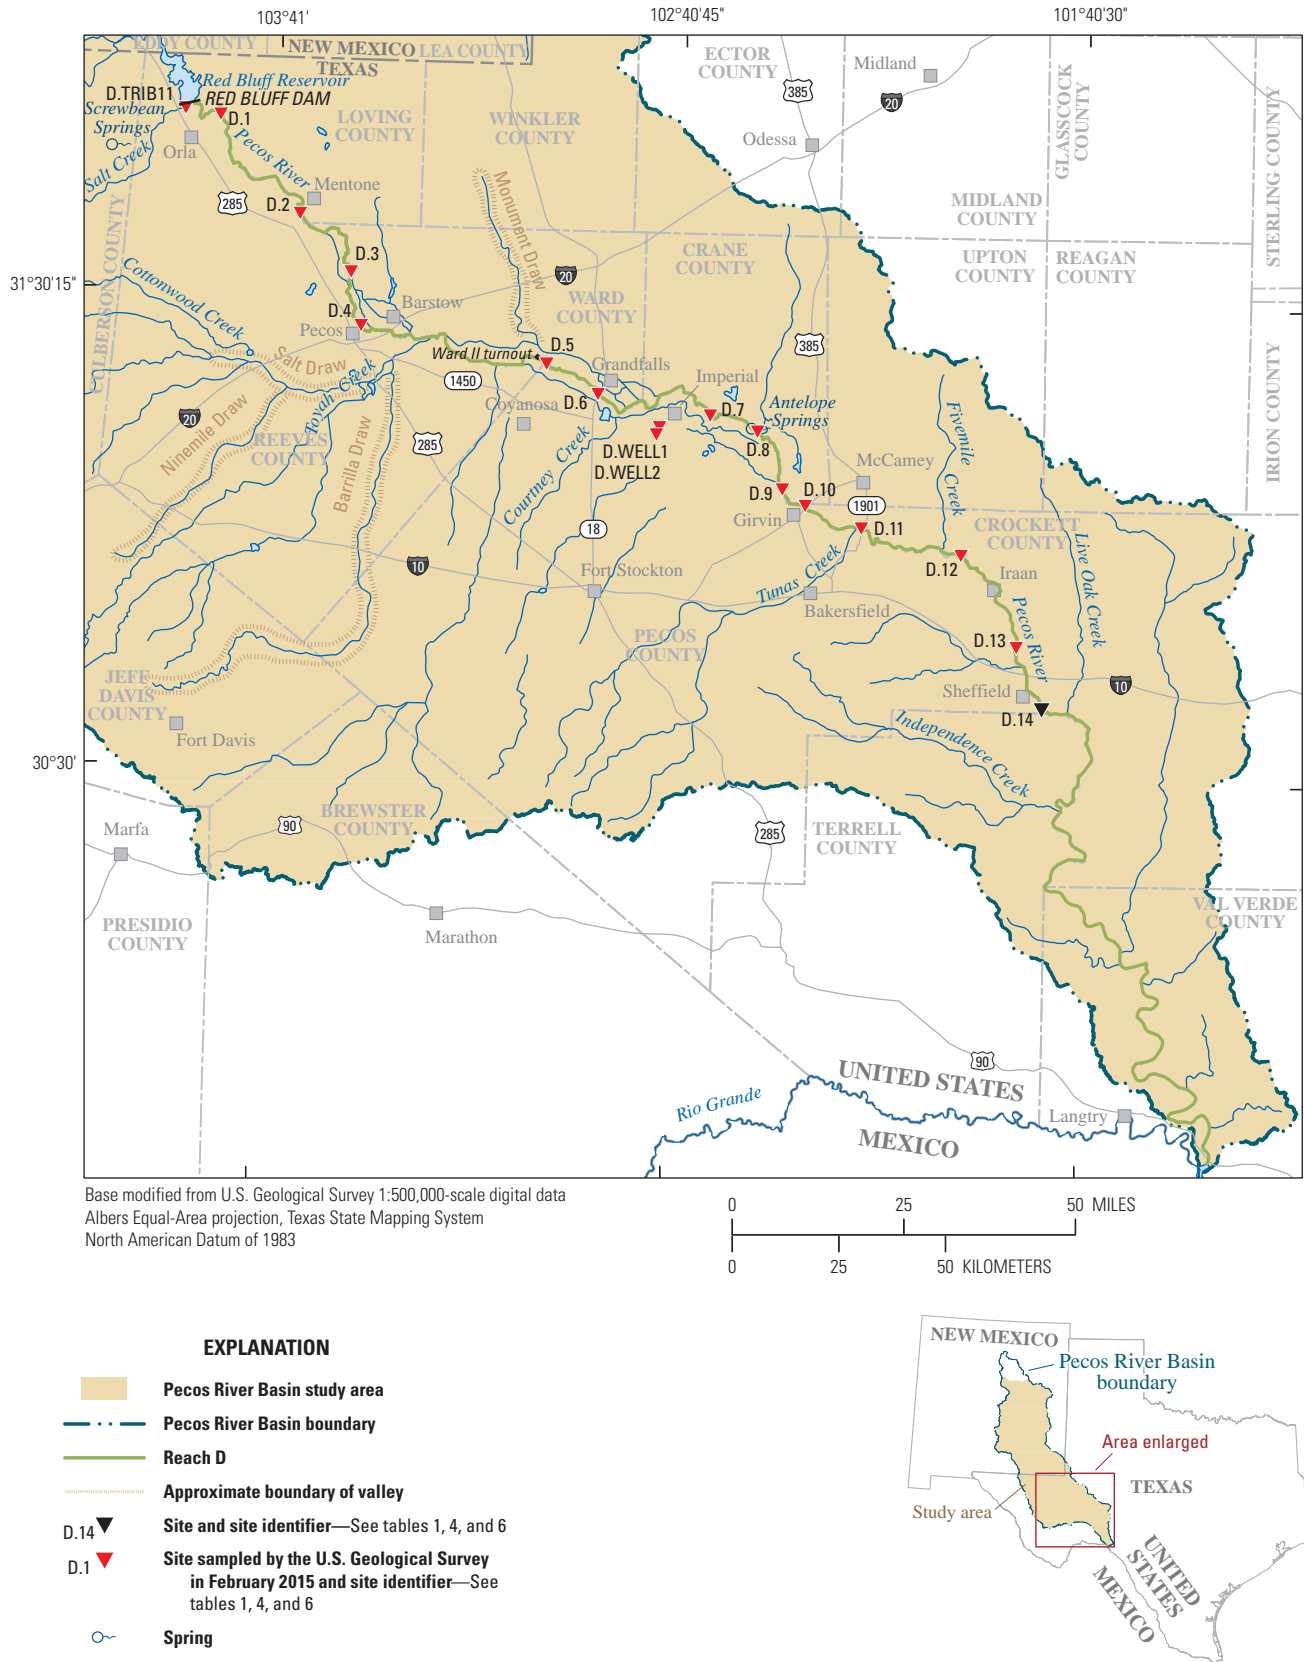 103°41'
102°40'45"
101°40'30"
EDDY COUNTY
NEW MEXICO
LEA COUNTY
TEXAS
ECTOR
COUNTY
Midland
385
20
Red Bluff Reservoir
D.TRIB11
RED BLUFF DAM
Screwbean
Springs
D.1
Orla
Salt Creek
Pecos River
LOVING
COUNTY
WINKLER
COUNTY
Odessa
GLASSCOCK
COUNTY
STERLING COUNTY
Mentone
285
D.2
Monument Draw
MIDLAND
COUNTY
CULBERSON COUNTY
D.3
CRANE
COUNTY
UPTON
COUNTY
REAGAN
COUNTY
31°30'15"
Cottonwood Creek
20
WARD
COUNTY
D.4
Barstow
Pecos
385
IRION COUNTY
Salt Draw
Toyah Creek
Ward II turnout
D.5
1450
Grandfalls
Imperial
D.6
D.7
Antelope
Springs
Coyanosa
20
Ninemile Draw
REEVES
COUNTY
Barrilla Draw
285
Courtney Creek
D.WELL1
D.WELL2
D.8
Fivemile
Creek
McCamey
D.9
D.10
1901
Girvin
D.11
CROCKETT
COUNTY
18
10
Fort Stockton
Tunas Creek
D.12
Iraan
Live Oak Creek
Bakersfield
Pecos River
PECOS
COUNTY
D.13
JEFF
DAVIS
COUNTY
Sheffield
10
D.14
Fort Davis
Independence Creek
30°30'
BREWSTER
COUNTY
90
Marfa
285
TERRELL
COUNTY
PRESIDIO
COUNTY
Marathon
VAL VERDE
COUNTY
90
UNITED STATES
Rio Grande
MEXICO
Langtry
Base modified from U.S. Geological Survey 1:500,000-scale digital data
Albers Equal-Area projection, Texas State Mapping System
North American Datum of 1983
0 25 50 MILES
0 25 50 KILOMETERS
EXPLANATION
Pecos River Basin study area
Pecos River Basin boundary
Reach D
Approximate boundary of valley
D.14 Site and site identifier—See tables 1, 4, and 6
D.1 Site sampled by the U.S. Geological Survey
in February 2015 and site identifier—See
tables 1, 4, and 6
Spring
NEW MEXICO
Pecos River Basin
boundary
Area enlarged
TEXAS
Study area
UNITED
STATES
MEXICO